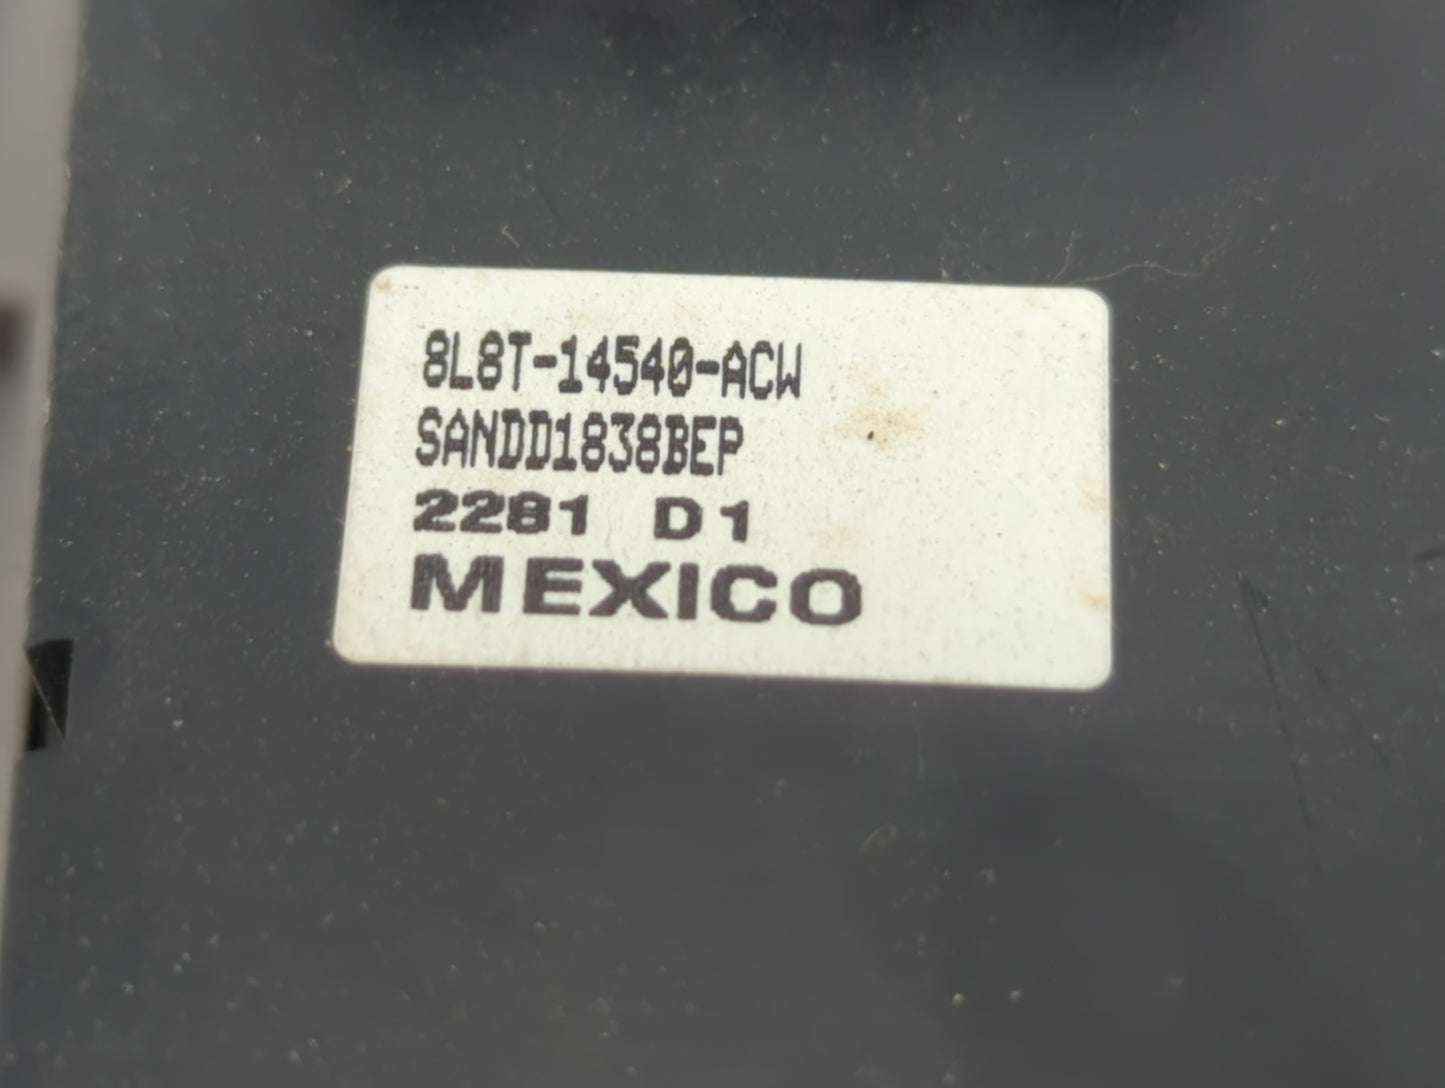 8L8T-14540-ACW
SANDD1838BEP
2281 D1
MEXICO